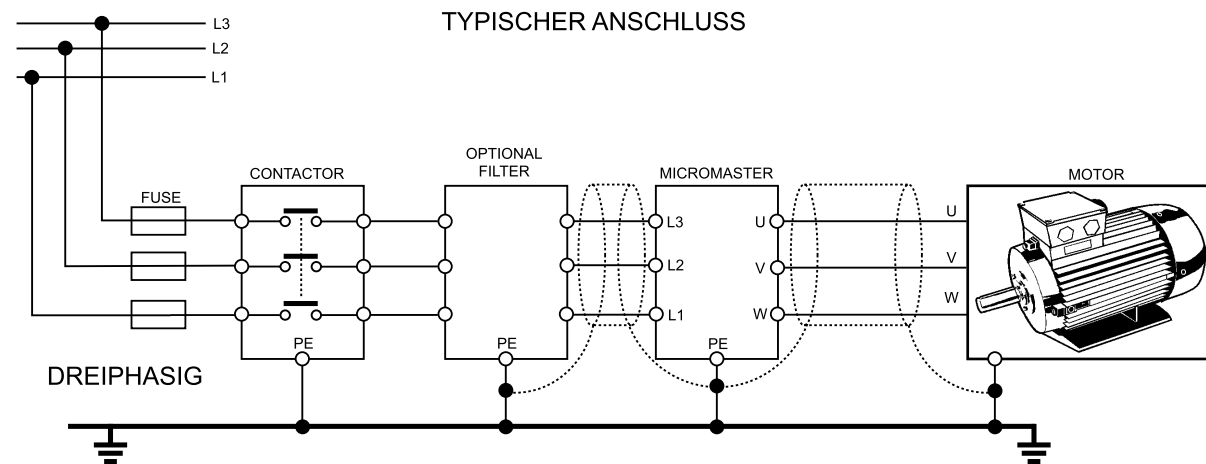 TYPISCHER ANSCHLUSS
L3
L2
L1
OPTIONAL
FILTER
CONTACTOR
MICROMASTER
MOTOR
FUSE
L3
U
U
L2
V
V
L1
W
W
PE
PE
PE
DREIPHASIG